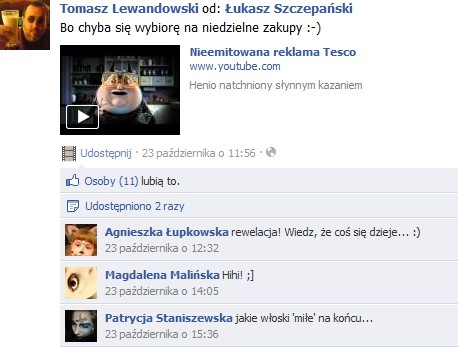 Tomasz Lewandowski od: Łukasz Szczepański
Bo chyba się wybiorę na niedzielne zakupy :-)
Nieemitowana reklama Tesco
www.youtube.com
Henio natchniony słynnym kazaniem
Udostępnij · 23 października o 11:56 ·
Osoby (11) lubią to.
Udostępniono 2 razy
Agnieszka Łupkowska rewelacja! Wiedz, że coś się dzieje... :)
23 października o 12:32
Magdalena Malińska Hihi! ;]
23 października o 14:05
Patrycja Staniszewska jakie włoski 'miłe' na końcu...
23 października o 15:36